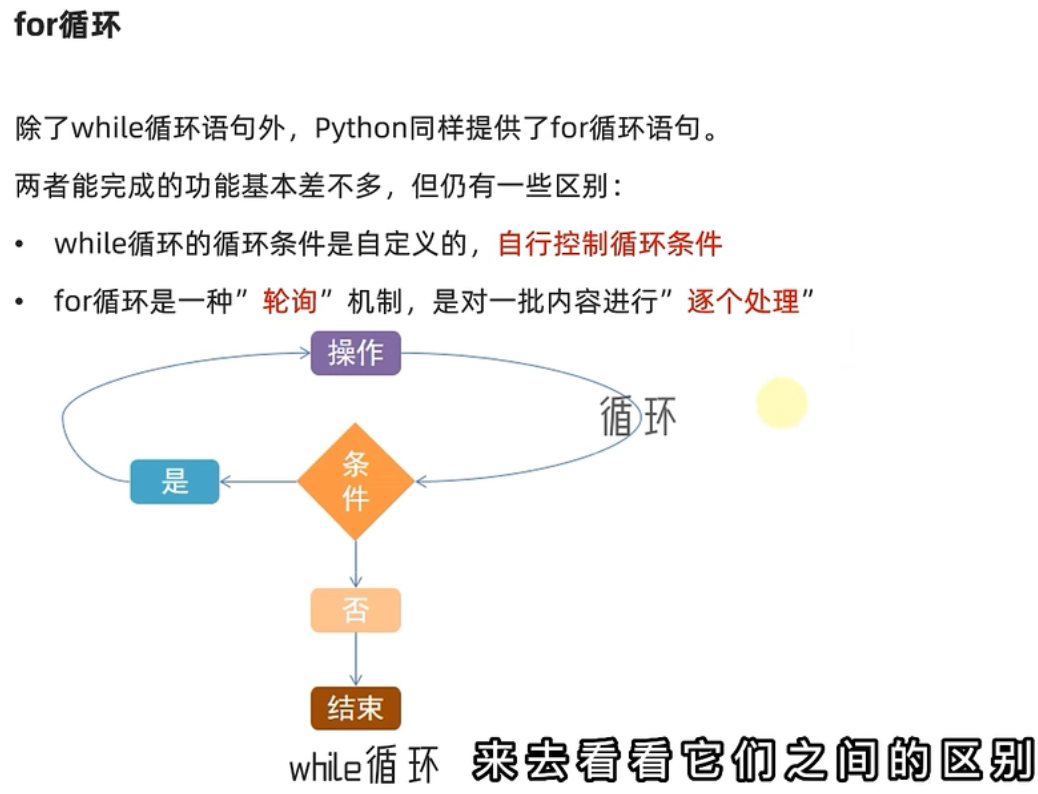 for循环
除了while循环语句外，Python同样提供了for循环语句。
两者能完成的功能基本差不多，但仍有一些区别：
• while循环的循环条件是自定义的，自行控制循环条件
• for循环是一种”轮询”机制，是对一批内容进行”逐个处理”
操作
循环
条
件
是
否
结束
while循环
来去看看它们之间的区别